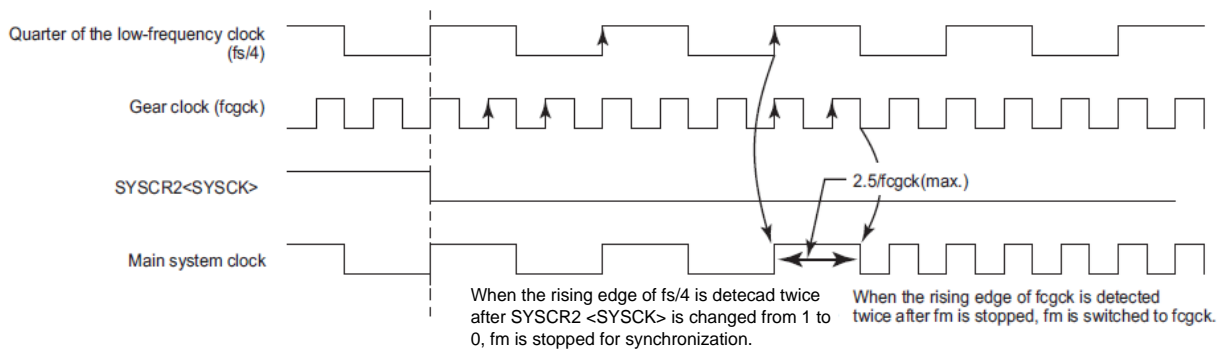 Quarter of the low-frequency clock
(fs/4)
Gear clock (fcgck)
SYSCR2<SYSCK>
2.5/fcgck(max.)
Main system clock
When the rising edge of fs/4 is detecad twice
after SYSCR2 <SYSCK> is changed from 1 to
0, fm is stopped for synchronization.
When the rising edge of fcgck is detected
twice after fm is stopped, fm is switched to fcgck.